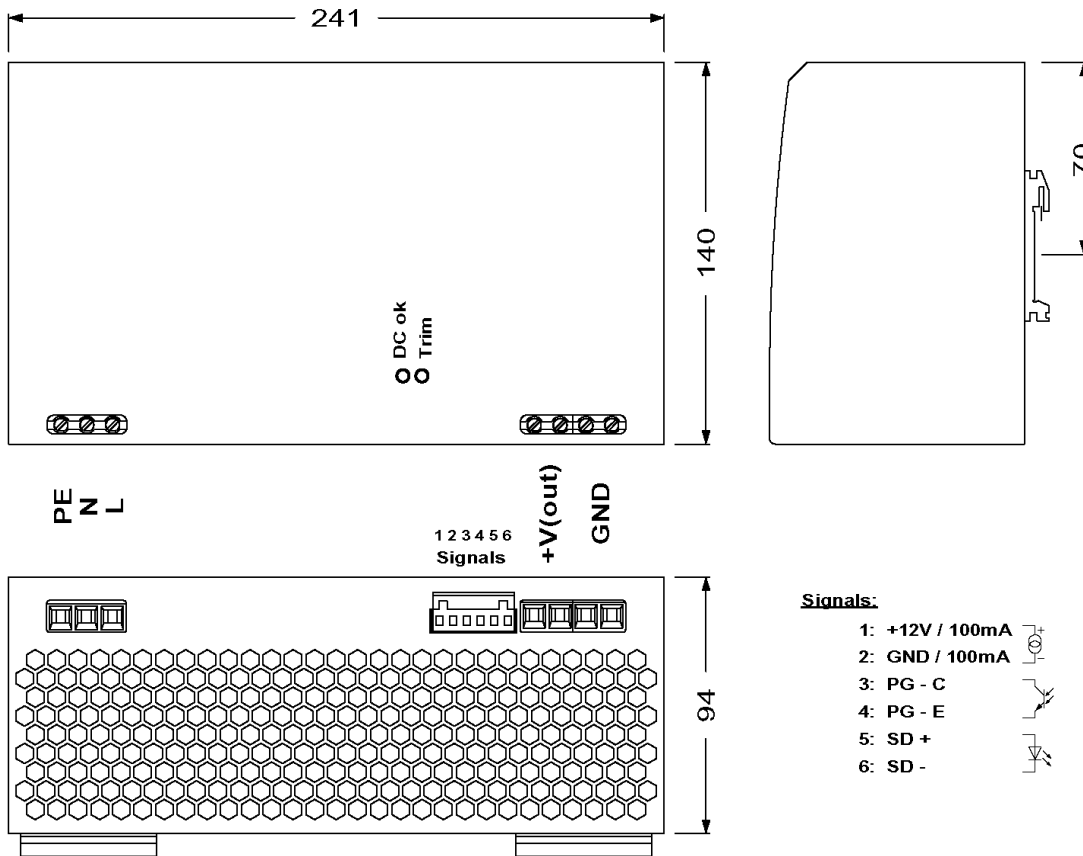 241
140
70
DC ok
Trim
PE
N
L
+V(out)
GND
1 2 3 4 5 6
Signals
94
Signals:
1: +12V / 100mA
2: GND / 100mA
3: PG - C
4: PG - E
5: SD +
6: SD -